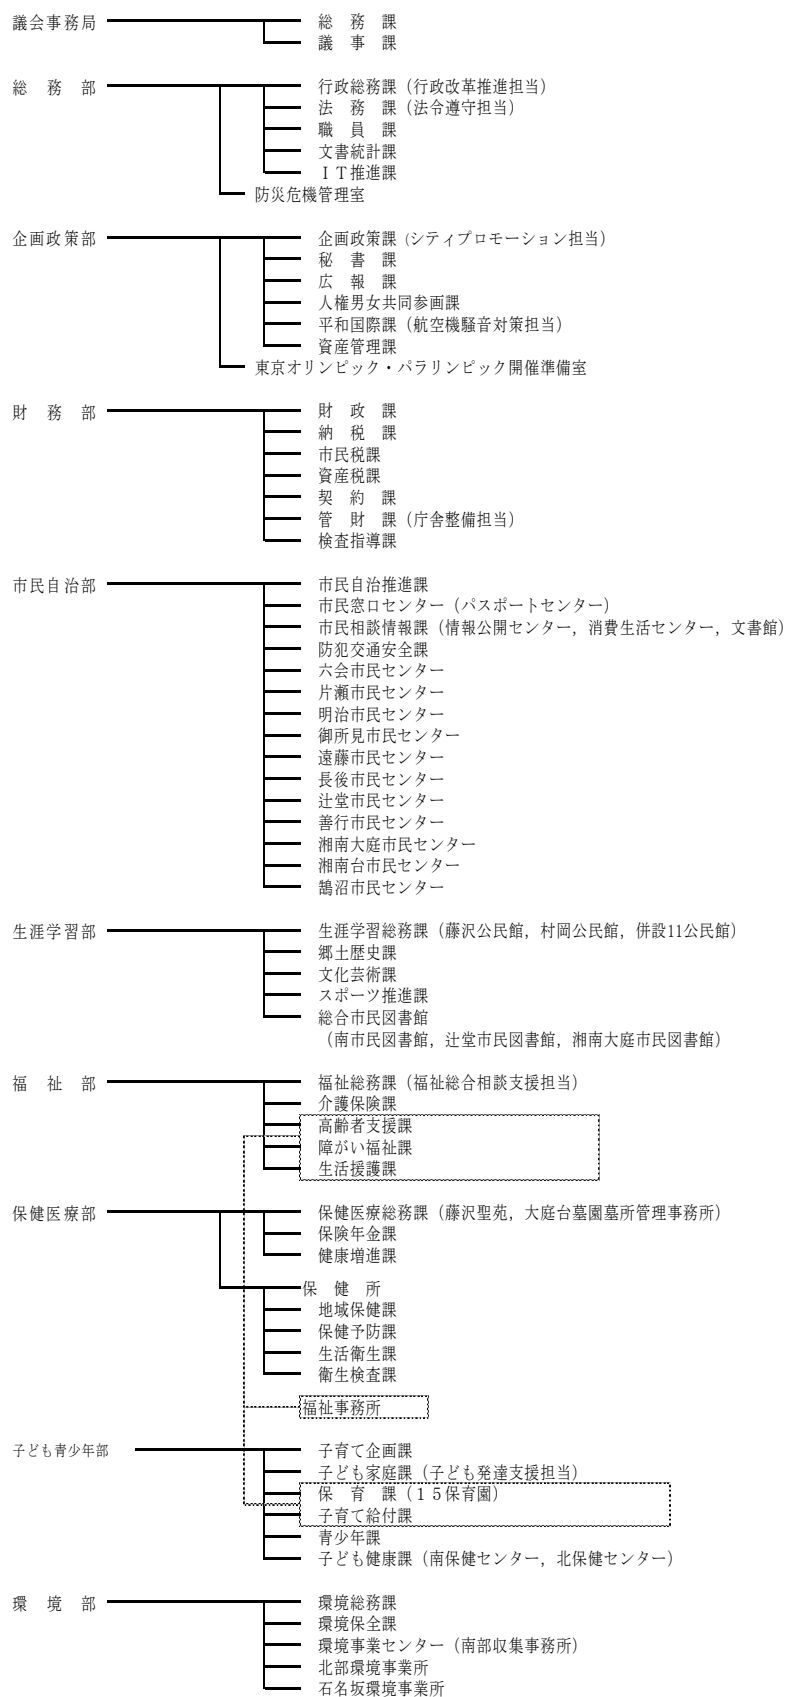 議会事務局 総　務　課
議　事　課
総　務　部 行政総務課（行政改革推進担当）
法　務　課（法令遵守担当）
職　員　課
文書統計課
ＩＴ推進課
防災危機管理室
企画政策部 企画政策課（シティプロモーション担当）
秘　書　課
広　報　課
人権男女共同参画課
平和国際課（航空機騒音対策担当）
資産管理課
東京オリンピック・パラリンピック開催準備室
財　務　部 財　政　課
納　税　課
市民税課
資産税課
契　約　課
管　財　課（庁舎整備担当）
検査指導課
市民自治部 市民自治推進課
市民窓口センター（パスポートセンター）
市民相談情報課（情報公開センター，消費生活センター，文書館）
防犯交通安全課
六会市民センター
片瀬市民センター
明治市民センター
御所見市民センター
遠藤市民センター
長後市民センター
辻堂市民センター
善行市民センター
湘南大庭市民センター
湘南台市民センター
鵠沼市民センター
生涯学習部 生涯学習総務課（藤沢公民館，村岡公民館，併設11公民館）
郷土歴史課
文化芸術課
スポーツ推進課
総合市民図書館
（南市民図書館，辻堂市民図書館，湘南大庭市民図書館）
福　祉　部 福祉総務課（福祉総合相談支援担当）
介護保険課
高齢者支援課
障がい福祉課
生活援護課
保健医療部 保健医療総務課（藤沢聖苑，大庭台墓園墓所管理事務所）
保険年金課
健康増進課
保　健　所
地域保健課
保健予防課
生活衛生課
衛生検査課
福祉事務所
子ども青少年部 子育て企画課
子ども家庭課（子ども発達支援担当）
保　育　課（１５保育園）
子育て給付課
青少年課
子ども健康課（南保健センター，北保健センター）
環　境　部 環境総務課
環境保全課
環境事業センター（南部収集事務所）
北部環境事業所
石名坂環境事業所